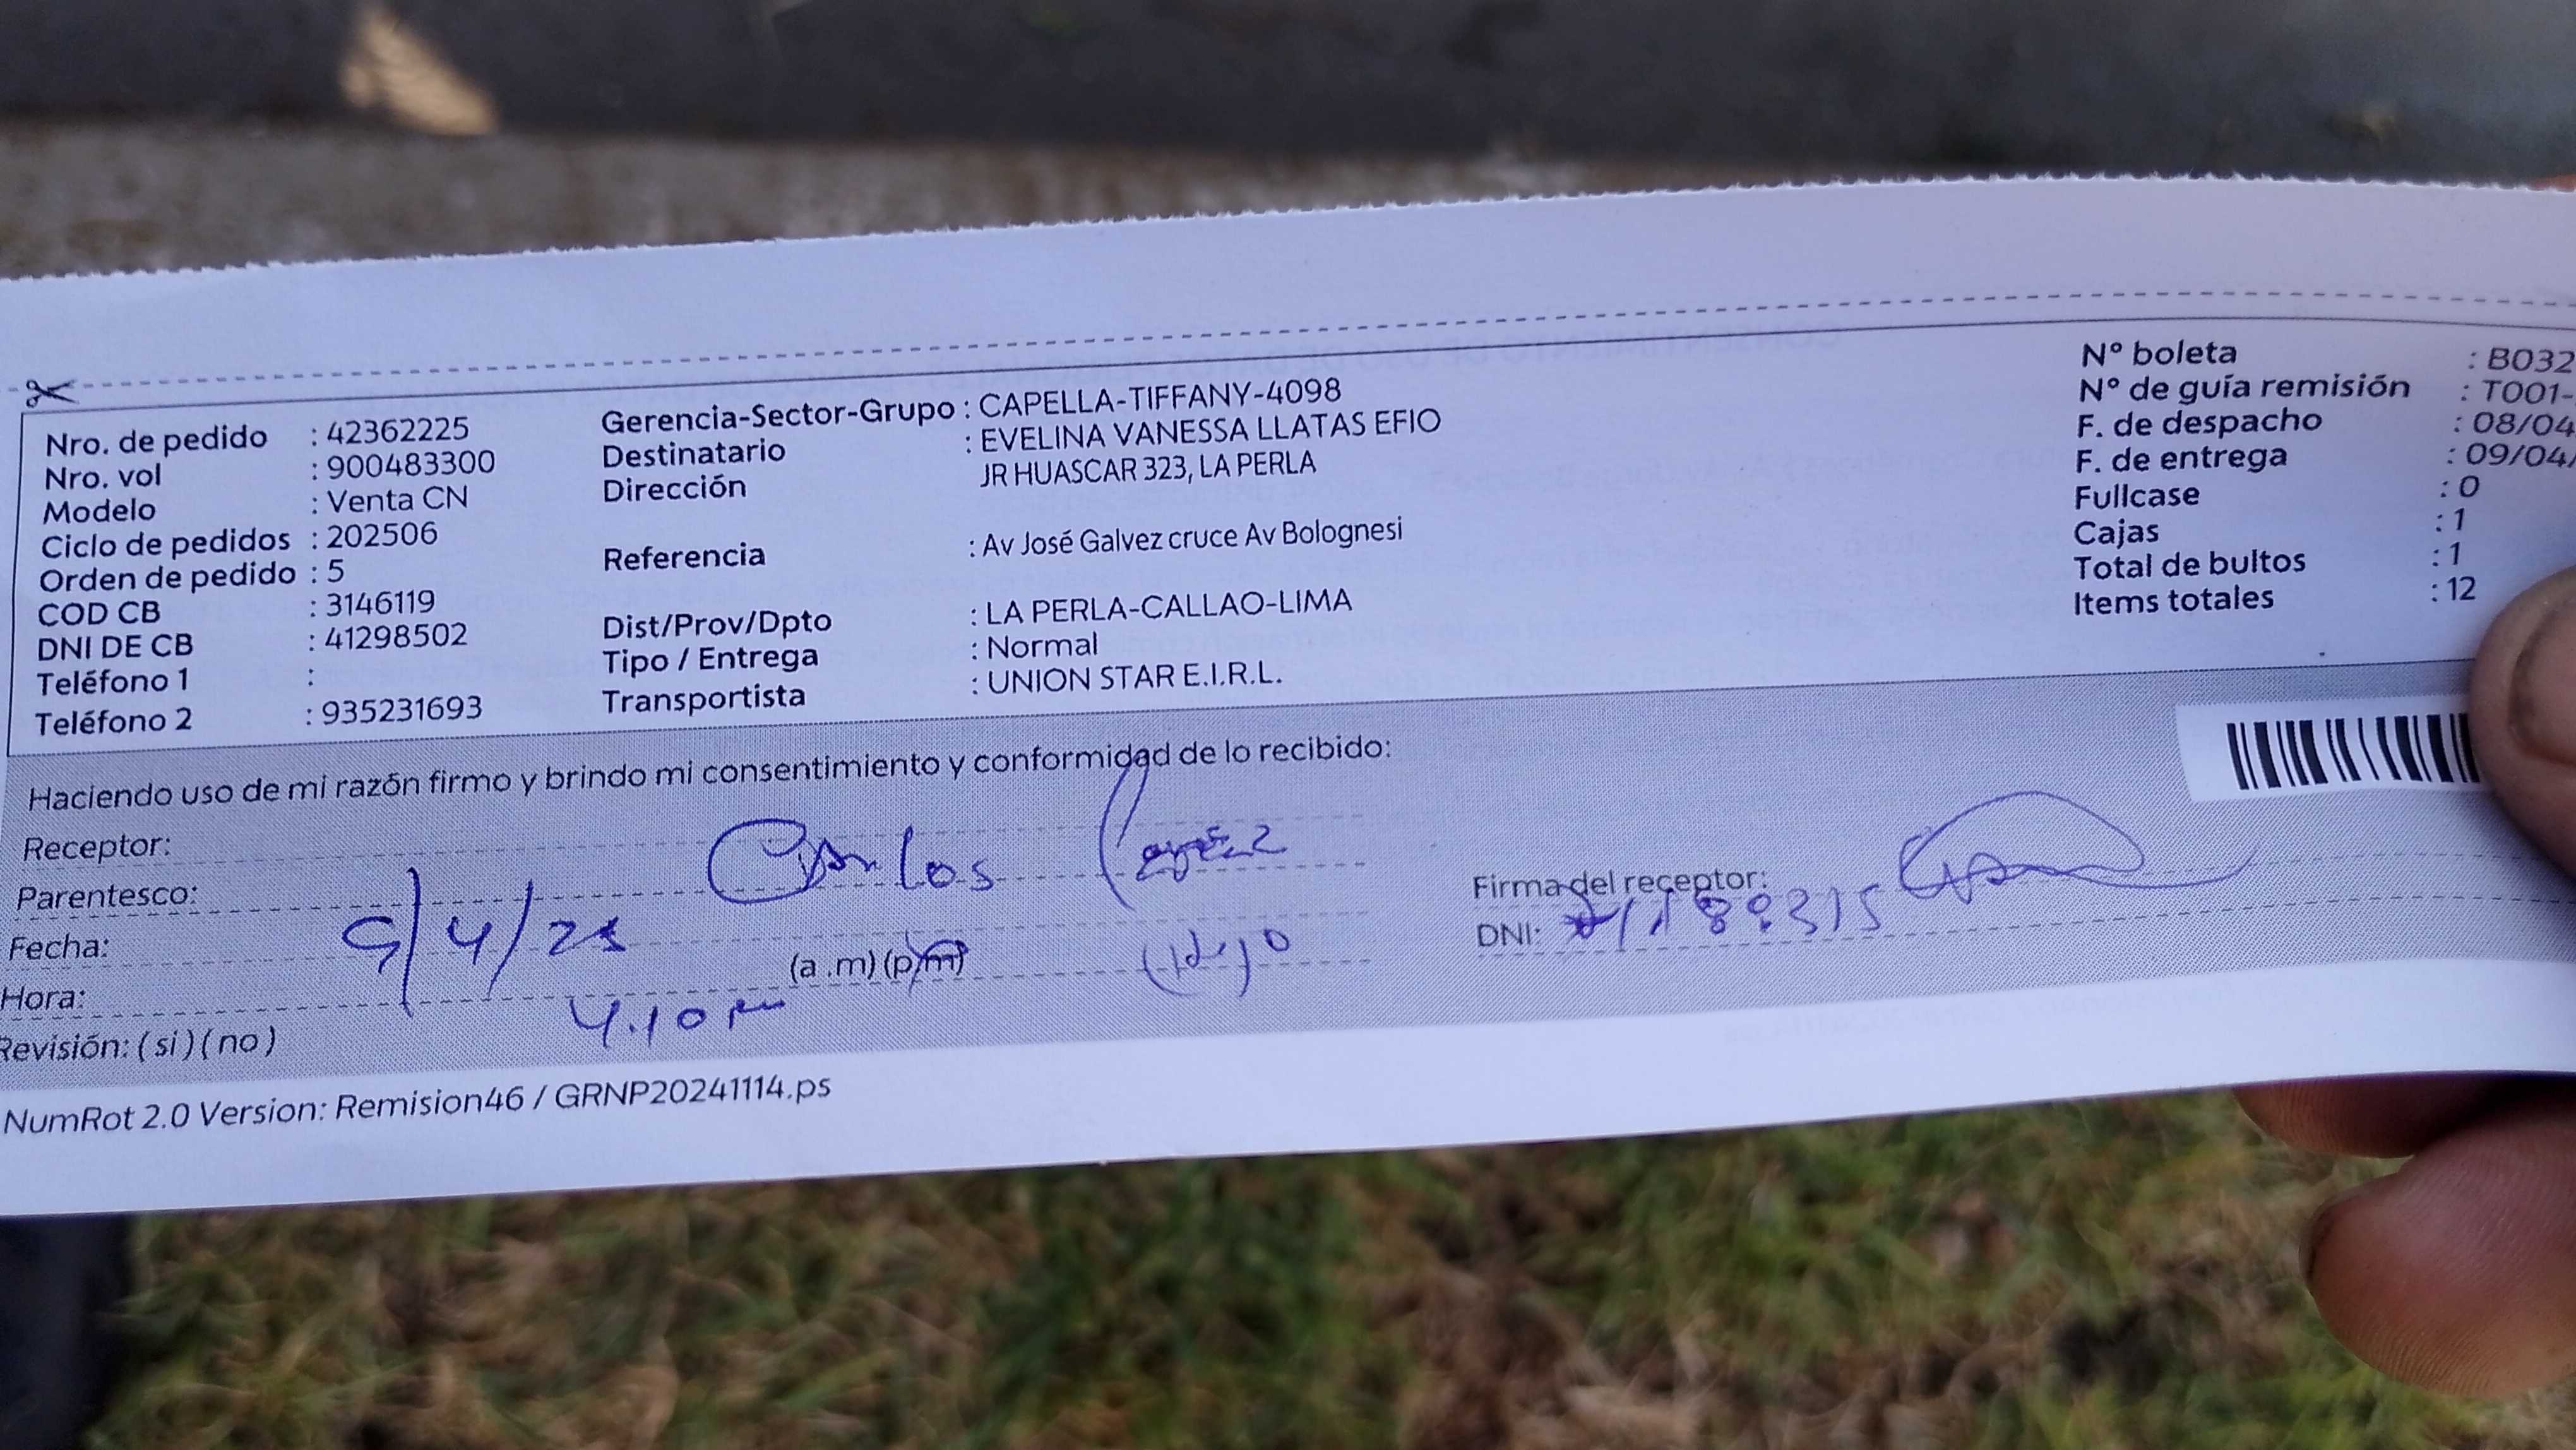 Nro. de pedido : 42362225
Nro. vol : 900483300
Modelo : Venta CN
Ciclo de pedidos : 202506
Orden de pedido : 5
COD CB : 3146119
DNI DE CB : 41298502
Teléfono 1 :
Teléfono 2 : 935231693
Gerencia-Sector-Grupo : CAPELLA-TIFFANY-4098
Destinatario : EVELINA VANESSA LLATAS EFIO
Dirección JR HUASCAR 323, LA PERLA
Referencia : Av José Galvez cruce Av Bolognesi
Dist/Prov/Dpto : LA PERLA-CALLAO-LIMA
Tipo / Entrega : Normal
Transportista : UNION STAR E.I.R.L.
N° boleta : B032
N° de guía remisión : T001-
F. de despacho : 08/04
F. de entrega : 09/04/
Fullcase : 0
Cajas : 1
Total de bultos : 1
Items totales : 12
Haciendo uso de mi razón firmo y brindo mi consentimiento y conformidad de lo recibido:
Receptor: Carlos
Parentesco:
Fecha: 9/4/25
Hora: 4.10 pm (a .m) (p.m)
Revisión: ( si ) ( no )
Firma del receptor:
DNI:
NumRot 2.0 Version: Remision46 / GRNP20241114.ps